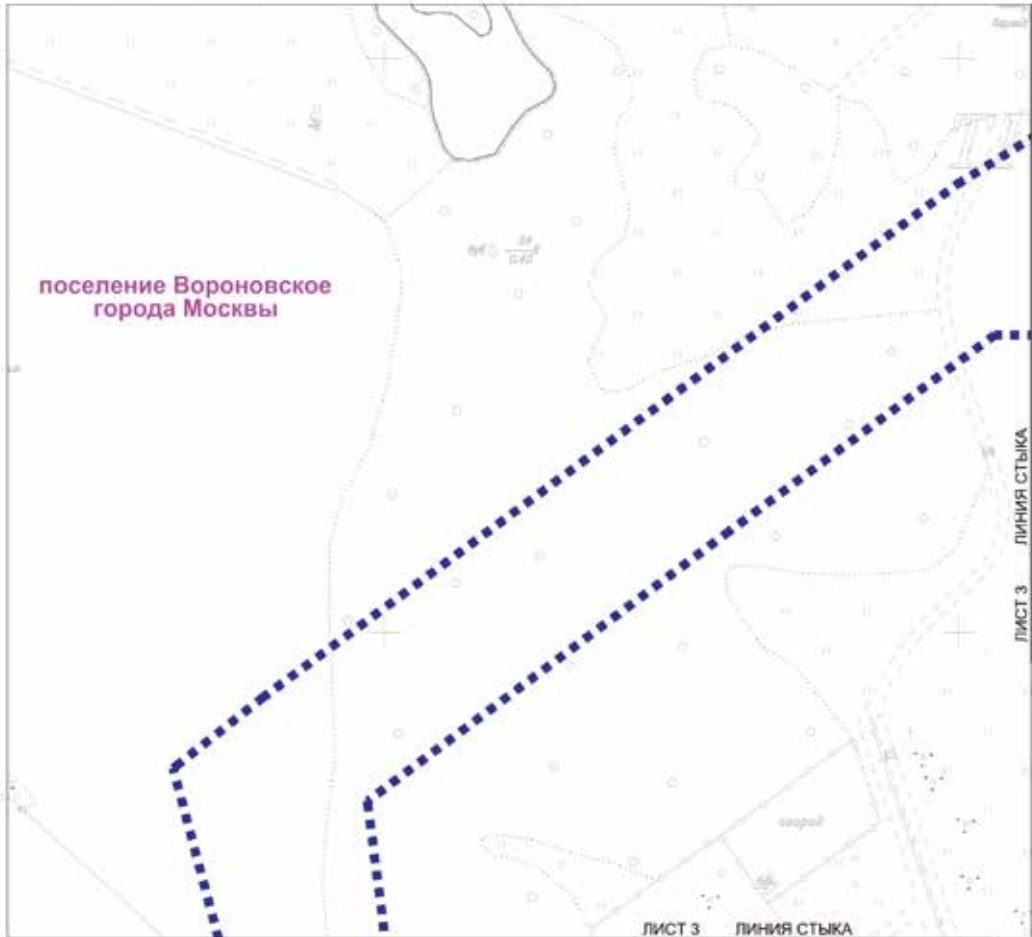 поселение Вороновское
города Москвы
ЛИСТ 3 ЛИНИЯ СТЫКА
огород
ЛИСТ 3 ЛИНИЯ СТЫКА